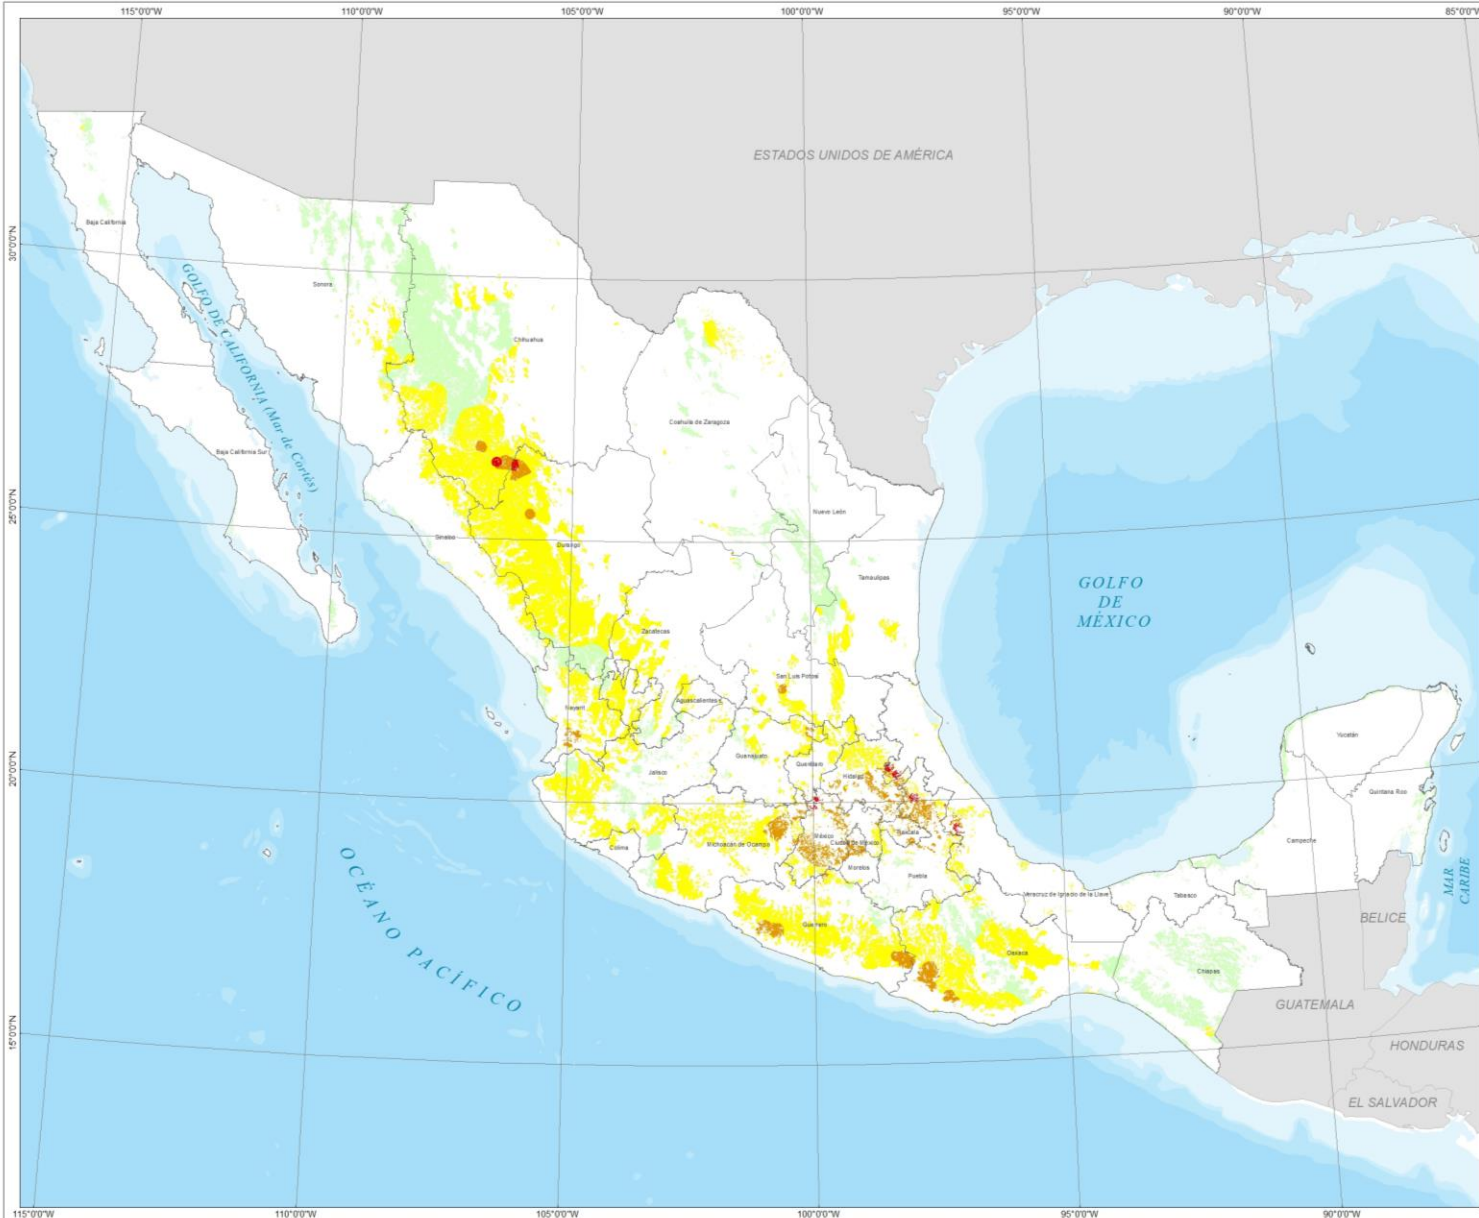 115°0'0"W
110°0'0"W
105°0'0"W
100°0'0"W
95°0'0"W
90°0'0"W
85°0'0"W
ESTADOS UNIDOS DE AMÉRICA
Baja California
30°0'0"N
Sonora
GOLFO DE CALIFORNIA (Mar de Cortés)
Chihuahua
Coahuila de Zaragoza
Baja California Sur
25°0'0"N
Nuevo León
Sinaloa
Durango
Tamaulipas
GOLFO
DE
MÉXICO
Zacatecas
San Luis Potosí
Aguascalientes
Nayarit
Yucatán
20°0'0"N
Guanajuato
Querétaro
Jalisco
Hidalgo
Quintana Roo
México
Tlaxcala
Ciudad de México
Michoacán de Ocampo
Colima
Campeche
Morelos
Puebla
OCÉANO PACÍFICO
MAR
CARIBE
Veracruz de Ignacio de la Llave
Tabasco
BELICE
Guerrero
Oaxaca
Chiapas
GUATEMALA
15°0'0"N
HONDURAS
EL SALVADOR
115°0'0"W
110°0'0"W
105°0'0"W
100°0'0"W
95°0'0"W
90°0'0"W